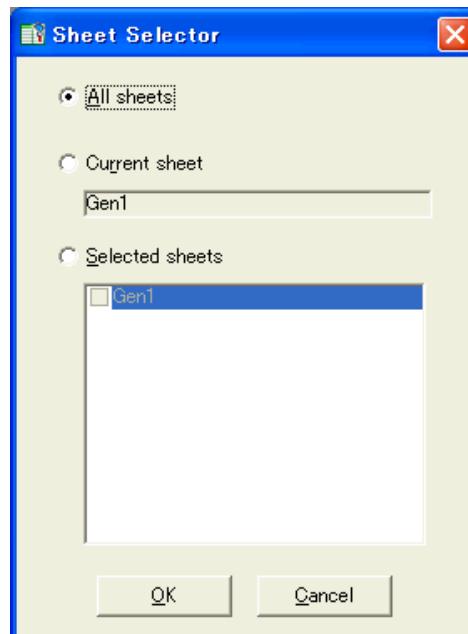 Sheet Selector
All sheets
Current sheet
Gen1
Selected sheets
Gen1
OK
Cancel